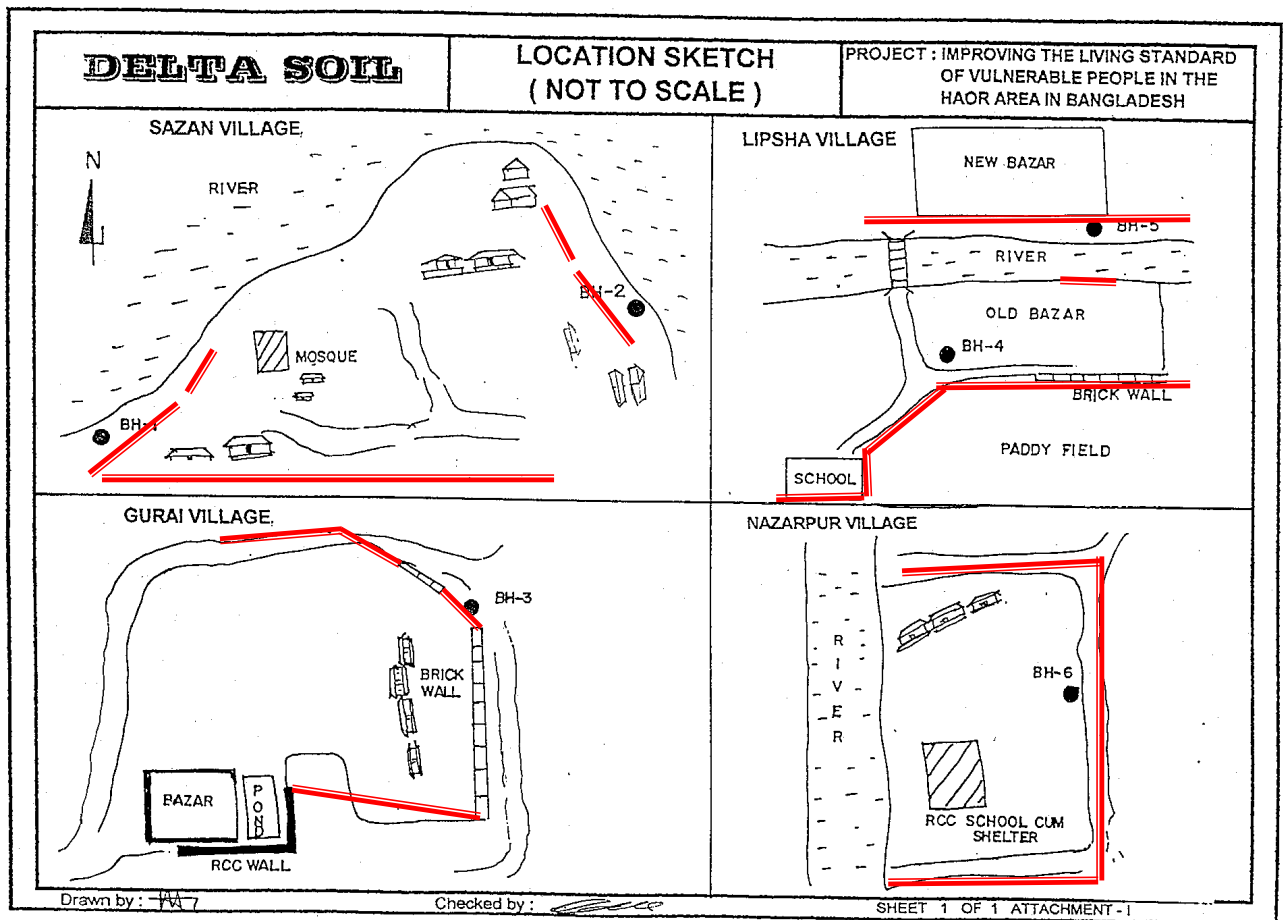 DELTA SOIL
LOCATION SKETCH
( NOT TO SCALE )
PROJECT : IMPROVING THE LIVING STANDARD
OF VULNERABLE PEOPLE IN THE
HAOR AREA IN BANGLADESH
SAZAN VILLAGE
N
RIVER
BH-2
MOSQUE
BH-1
LIPSHA VILLAGE
NEW BAZAR
BH-5
RIVER
OLD BAZAR
BH-4
BRICK WALL
PADDY FIELD
SCHOOL
GURAI VILLAGE
BH-3
BRICK
WALL
BAZAR
POND
RCC WALL
NAZARPUR VILLAGE
RIVER
BH-6
RCC SCHOOL CUM
SHELTER
Drawn by :
Checked by :
SHEET 1 OF 1 ATTACHMENT - I